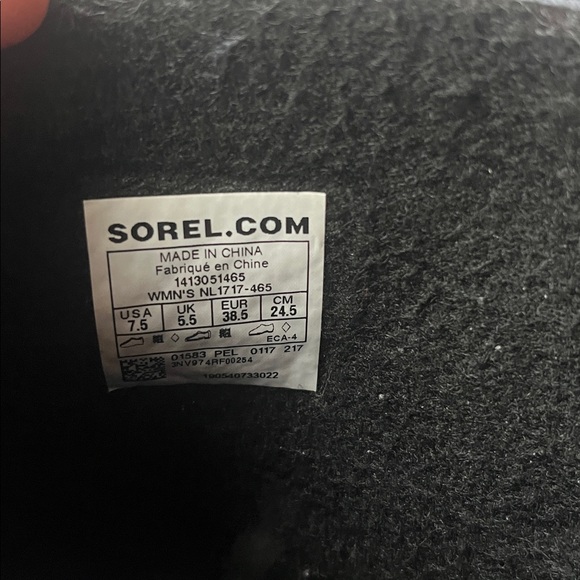 SOREL.COM
MADE IN CHINA
Fabriqué en Chine
1413051465
WMN'S NL1717-465
USA UK EUR CM
7.5 5.5 38.5 24.5
ECA-4
01583 PEL 0117 217
190540733022